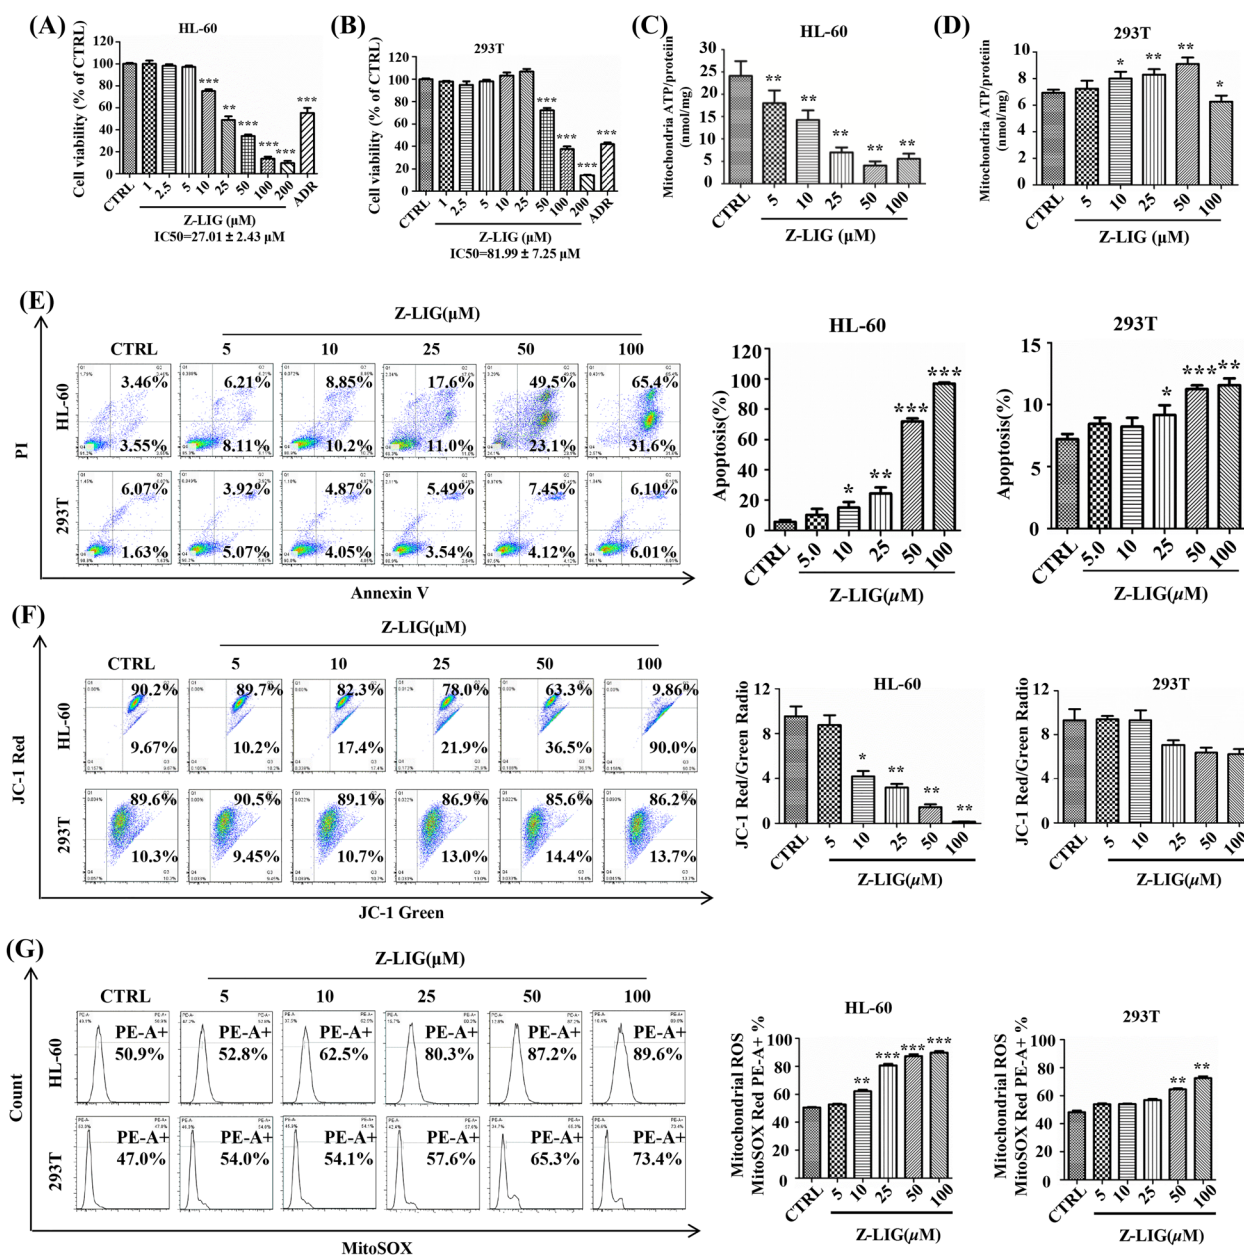 (A)
HL-60
Cell viability (% of CTRL)
120
100
80
60
40
20
0
***
**
***
***
***
***
CTRL
1
2.5
5
10
25
50
100
200
ADR
Z-LIG (μM)
IC50=27.01 ± 2.43 μM
(B)
293T
Cell viability (% of CTRL)
120
100
80
60
40
20
0
***
***
***
***
CTRL
1
2.5
5
10
25
50
100
200
ADR
Z-LIG (μM)
IC50=81.99 ± 7.25 μM
(C)
HL-60
Mitochondria ATP/proteiin
(nmol/mg)
30
25
20
15
10
5
0
**
**
**
**
**
CTRL
5
10
25
50
100
Z-LIG (μM)
(D)
293T
Mitochondria ATP/proteiin
(nmol/mg)
10
8
6
4
2
0
*
**
**
*
CTRL
5
10
25
50
100
Z-LIG (μM)
(E)
Z-LIG(μM)
CTRL
5
10
25
50
100
PI
HL-60
3.46%
6.21%
8.85%
17.6%
49.5%
65.4%
3.55%
8.11%
10.2%
11.0%
23.1%
31.6%
293T
6.07%
3.92%
4.87%
5.49%
7.45%
6.10%
1.63%
5.07%
4.05%
3.54%
4.12%
6.01%
Annexin V
HL-60
Apoptosis(%)
120
100
80
60
40
20
0
*
**
***
***
CTRL
5.0
10
25
50
100
Z-LIG(μM)
293T
Apoptosis(%)
15
10
5
0
*
***
**
CTRL
5.0
10
25
50
100
Z-LIG(μM)
(F)
Z-LIG(μM)
CTRL
5
10
25
50
100
JC-1 Red
HL-60
90.2%
89.7%
82.3%
78.0%
63.3%
9.86%
9.67%
10.2%
17.4%
21.9%
36.5%
90.0%
293T
89.6%
90.5%
89.1%
86.9%
85.6%
86.2%
10.3%
9.45%
10.7%
13.0%
14.4%
13.7%
JC-1 Green
HL-60
JC-1 Red/Green Radio
12
8
4
0
*
**
**
**
CTRL
5
10
25
50
100
Z-LIG(μM)
293T
JC-1 Red/Green Radio
12
8
4
0
CTRL
5
10
25
50
100
Z-LIG(μM)
(G)
Z-LIG(μM)
CTRL
5
10
25
50
100
Count
HL-60
PE-A+
50.9%
PE-A+
52.8%
PE-A+
62.5%
PE-A+
80.3%
PE-A+
87.2%
PE-A+
89.6%
293T
PE-A+
47.0%
PE-A+
54.0%
PE-A+
54.1%
PE-A+
57.6%
PE-A+
65.3%
PE-A+
73.4%
MitoSOX
HL-60
Mitochondrial ROS
MitoSOX Red PE-A+ %
100
80
60
40
20
0
**
***
***
***
CTRL
5
10
25
50
100
Z-LIG(μM)
293T
Mitochondrial ROS
MitoSOX Red PE-A+ %
100
80
60
40
20
0
**
**
CTRL
5
10
25
50
100
Z-LIG(μM)